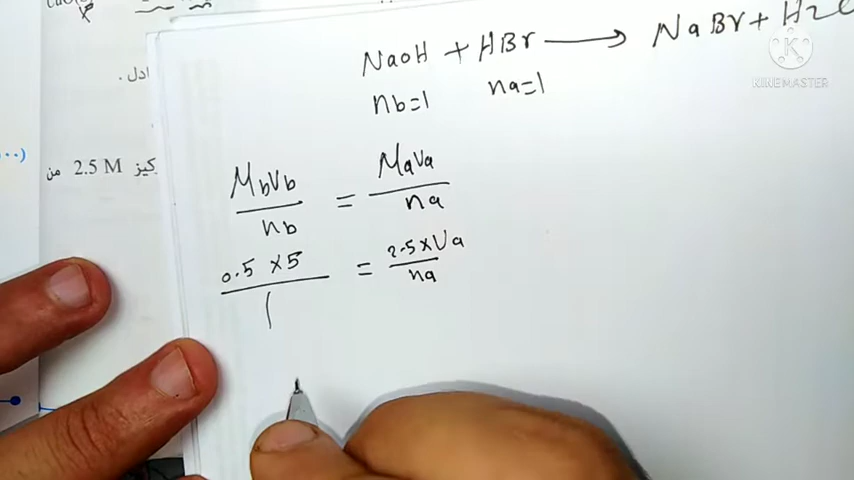 NaOH + HBr → NaBr + H2
nb=1 na=1
MbVb / nb = MaVa / na
0.5 × 5 / 1 = 2.5 × Va / na
ادل .
كيز 2.5 M من
KINEMASTER